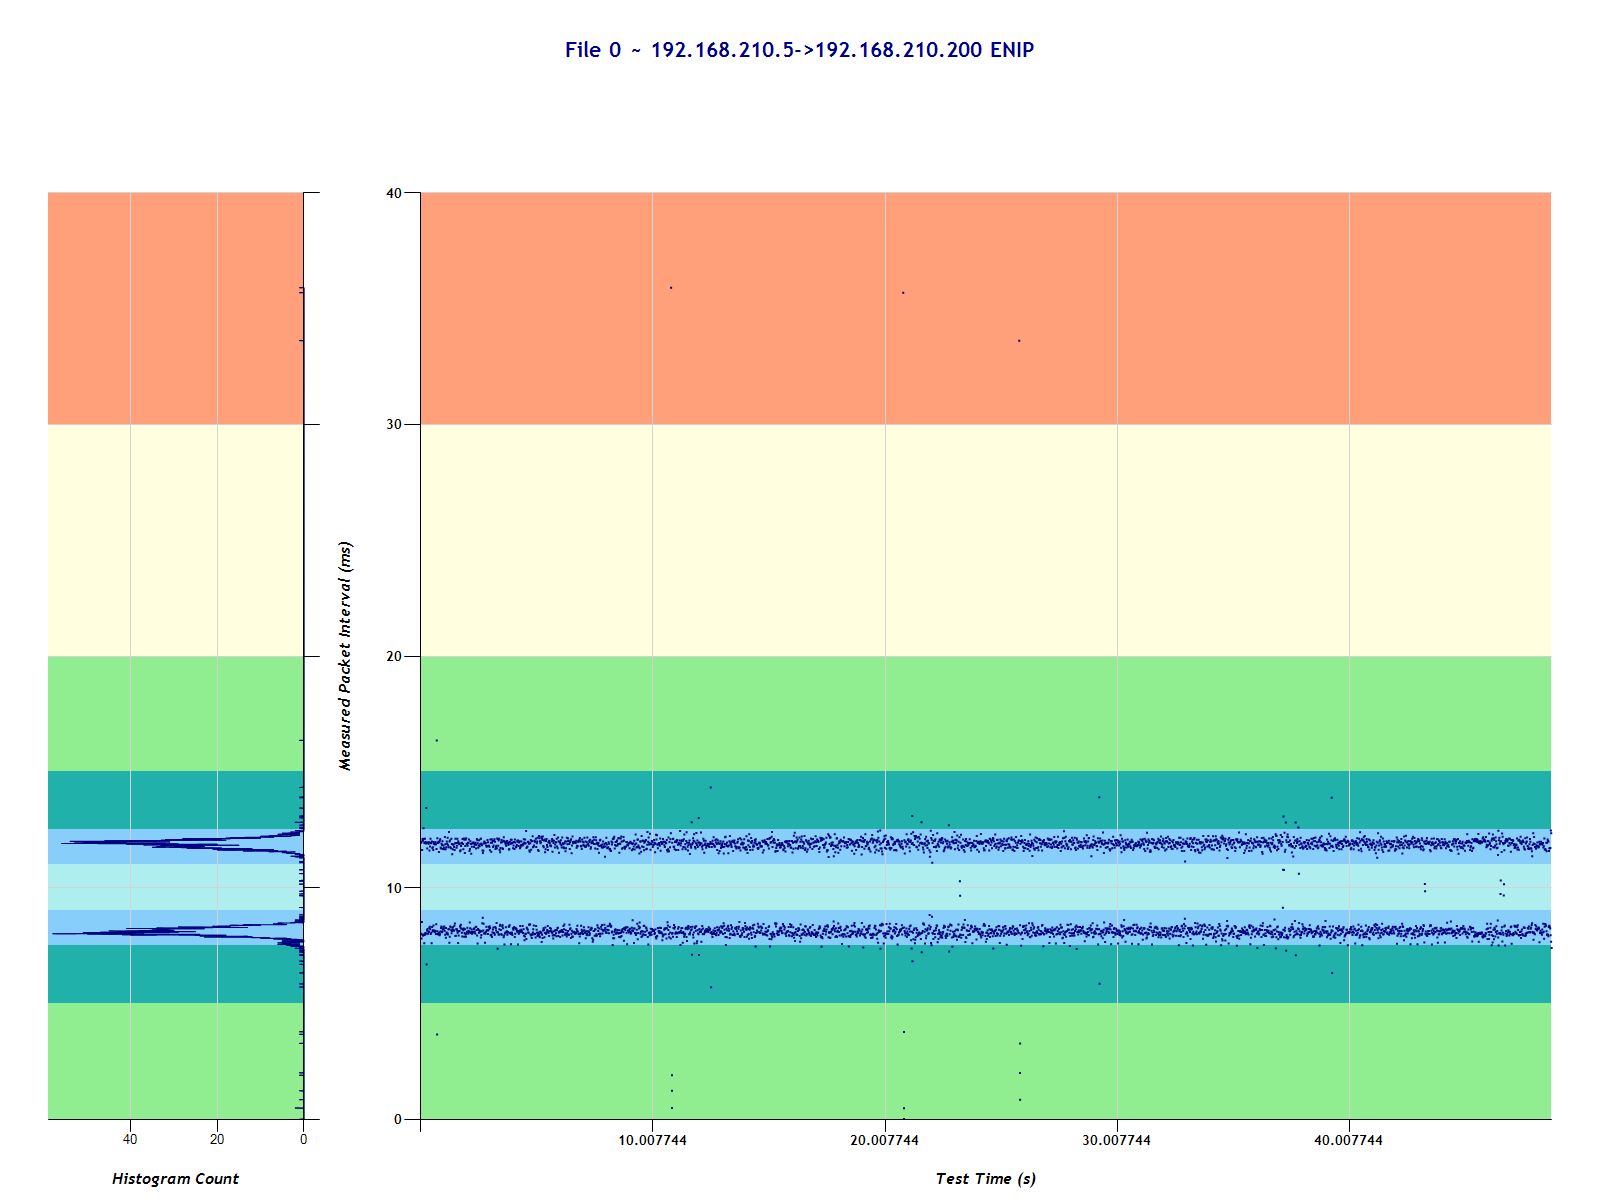 File 0 ~ 192.168.210.5->192.168.210.200 ENIP
40
30
20
10
0
Measured Packet Interval (ms)
40 20 0
10.007744 20.007744 30.007744 40.007744
Histogram Count
Test Time (s)